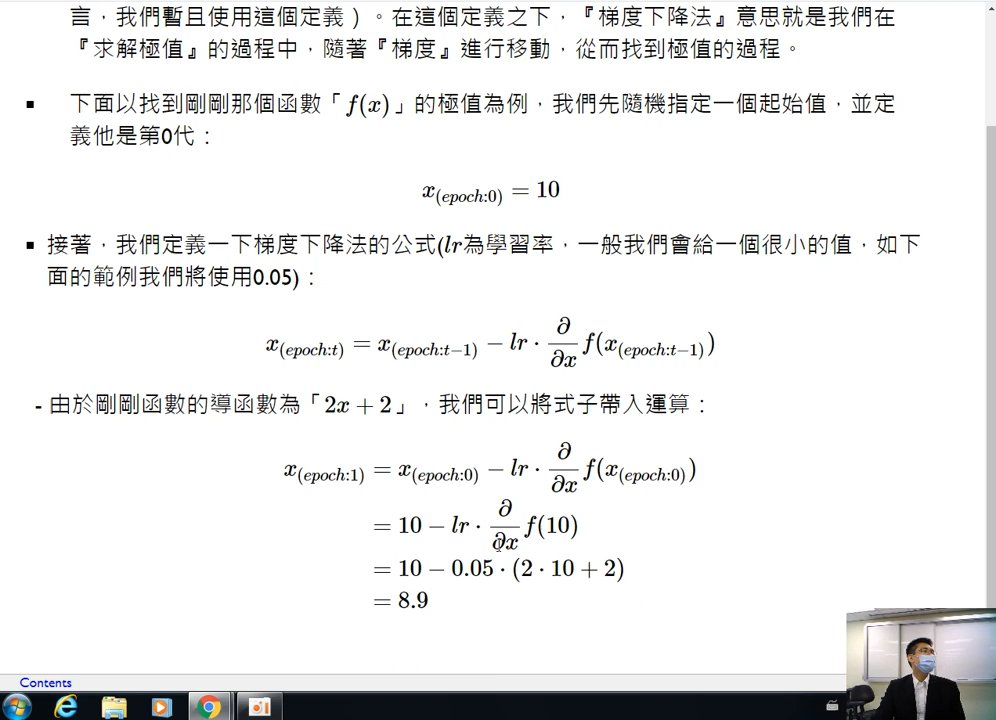 言，我們暫且使用這個定義）。在這個定義之下，『梯度下降法』意思就是我們在
『求解極值』的過程中，隨著『梯度』進行移動，從而找到極值的過程。
▪ 下面以找到剛剛那個函數「f(x)」的極值為例，我們先隨機指定一個起始值，並定
義他是第0代：
x_(epoch:0) = 10
▪ 接著，我們定義一下梯度下降法的公式(lr為學習率，一般我們會給一個很小的值，如下
面的範例我們將使用0.05)：
x_(epoch:t) = x_(epoch:t−1) − lr · ∂/∂x f(x_(epoch:t−1))
- 由於剛剛函數的導函數為「2x + 2」，我們可以將式子帶入運算：
x_(epoch:1) = x_(epoch:0) − lr · ∂/∂x f(x_(epoch:0))
= 10 − lr · ∂/∂x f(10)
= 10 − 0.05 · (2 · 10 + 2)
= 8.9
Contents